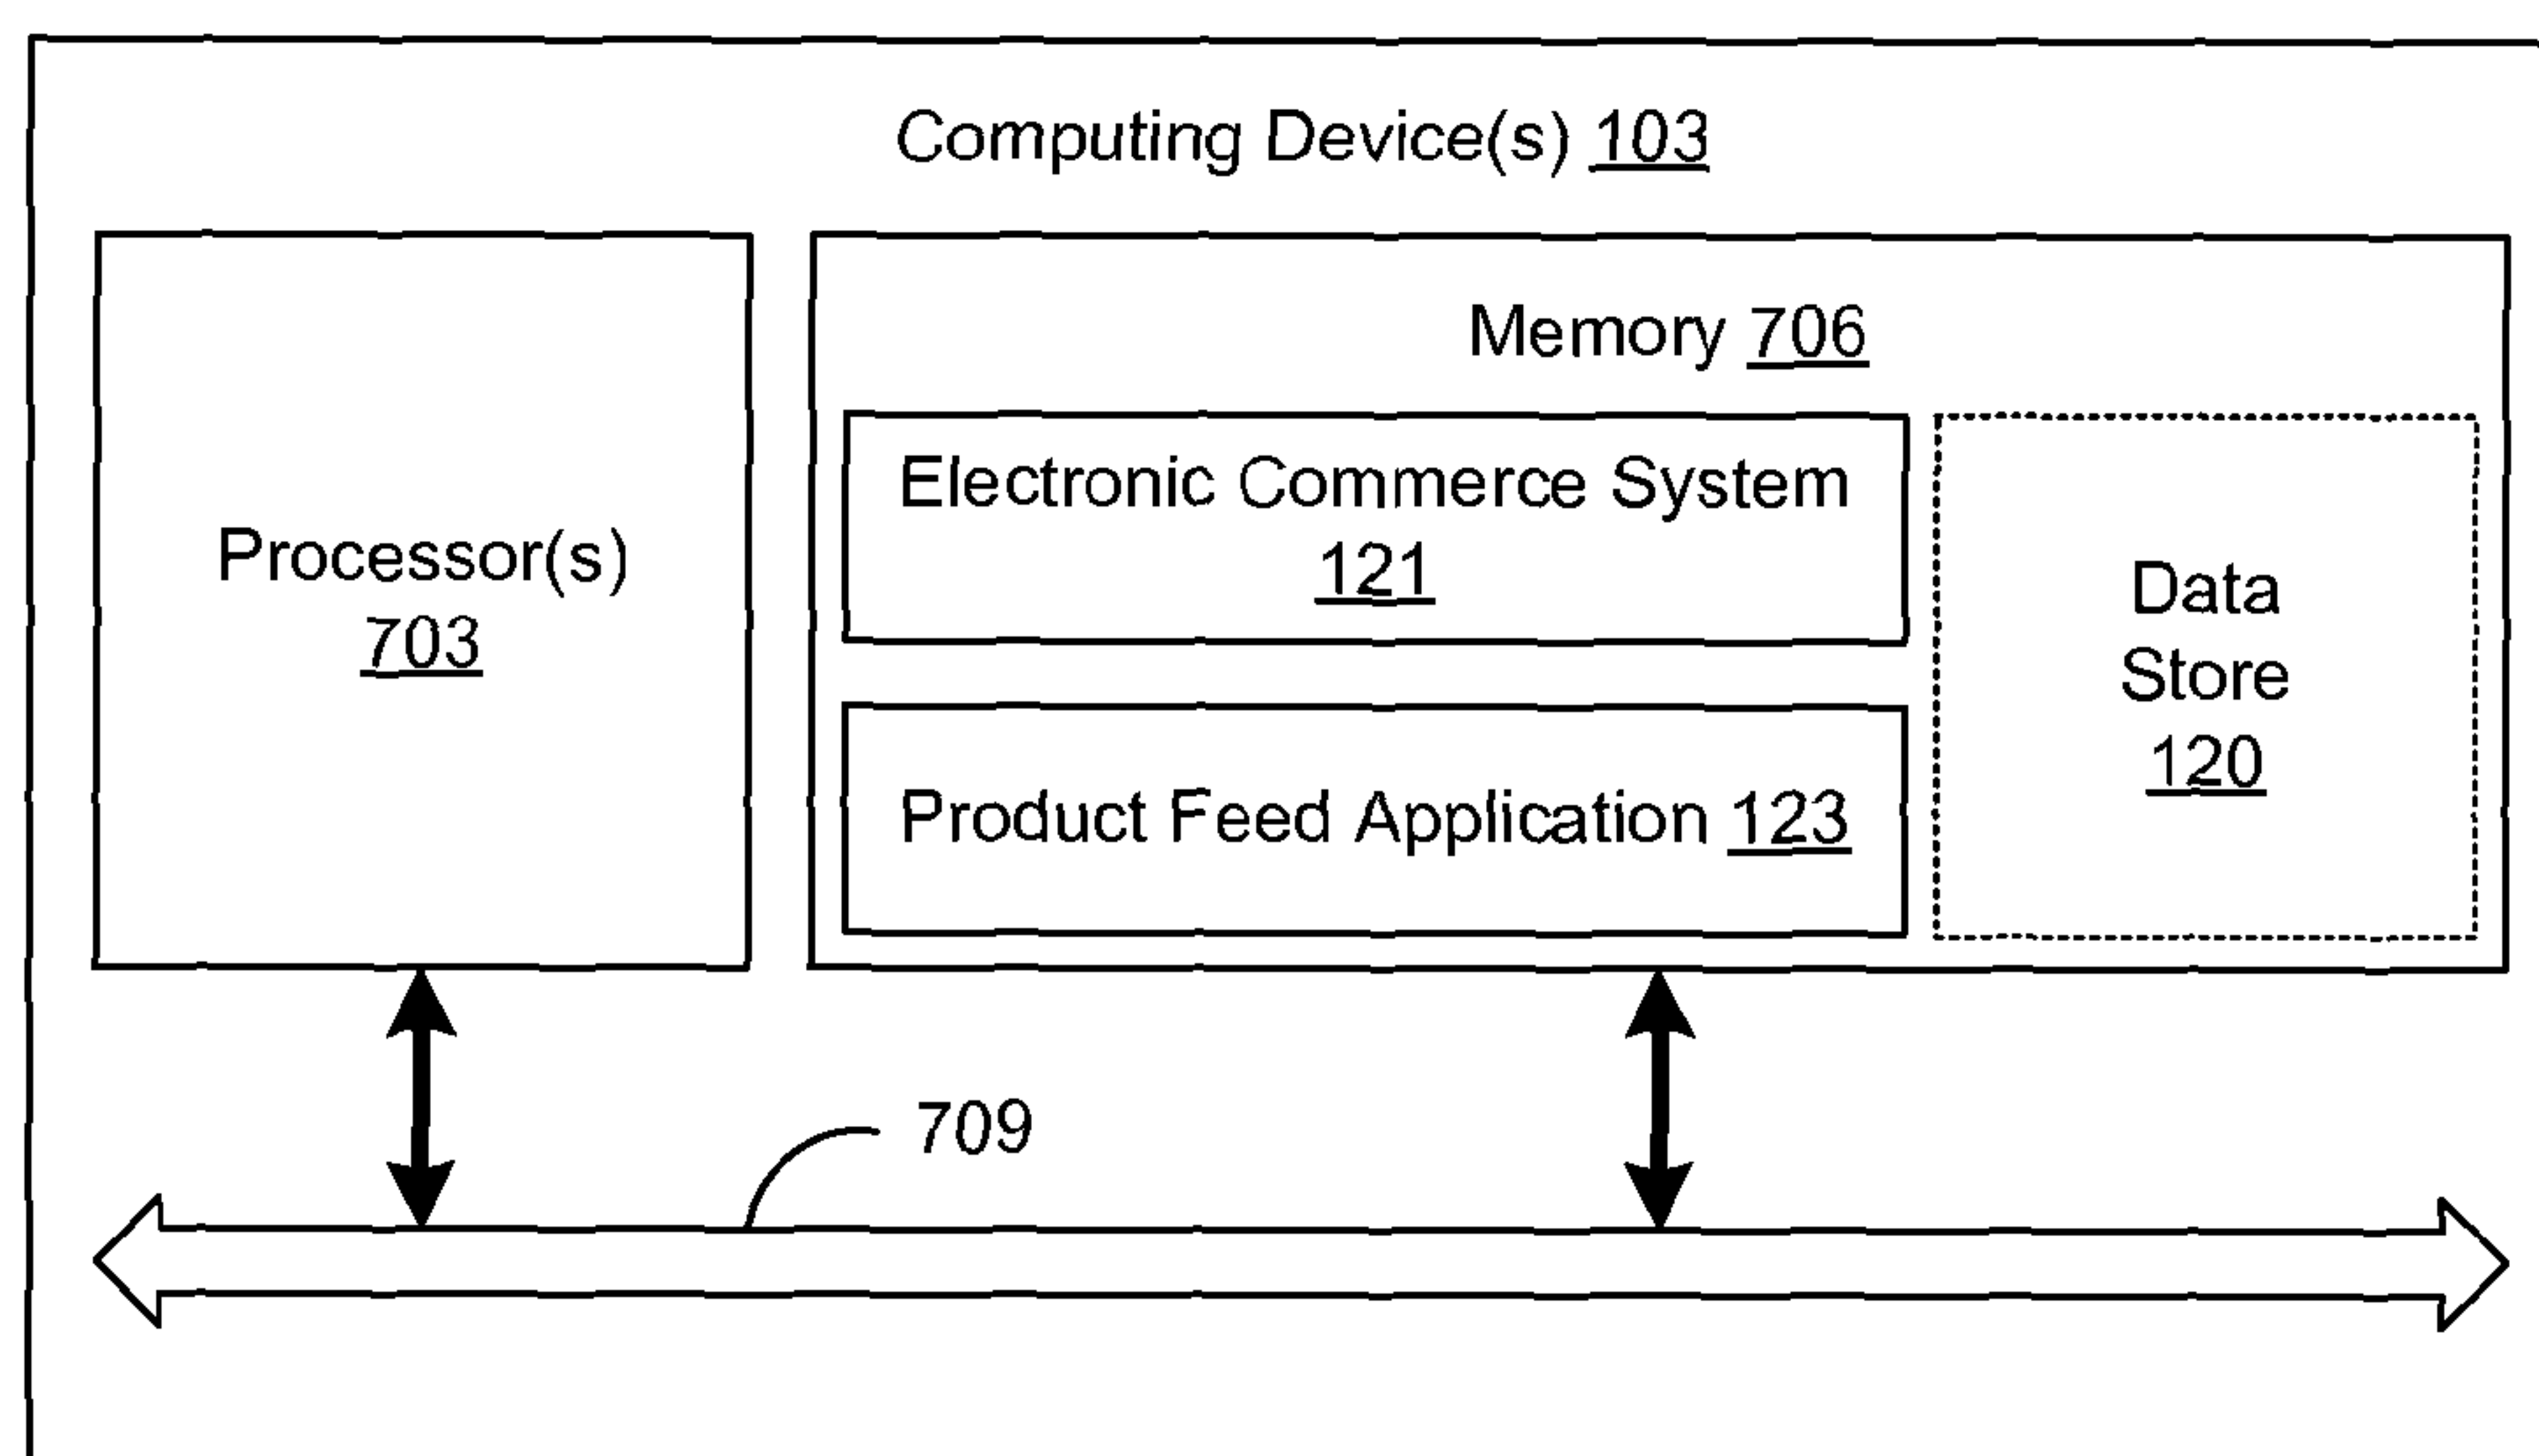 Computing Device(s) 103
Processor(s)
703
Memory 706
Electronic Commerce System
121
Product Feed Application 123
Data
Store
120
709